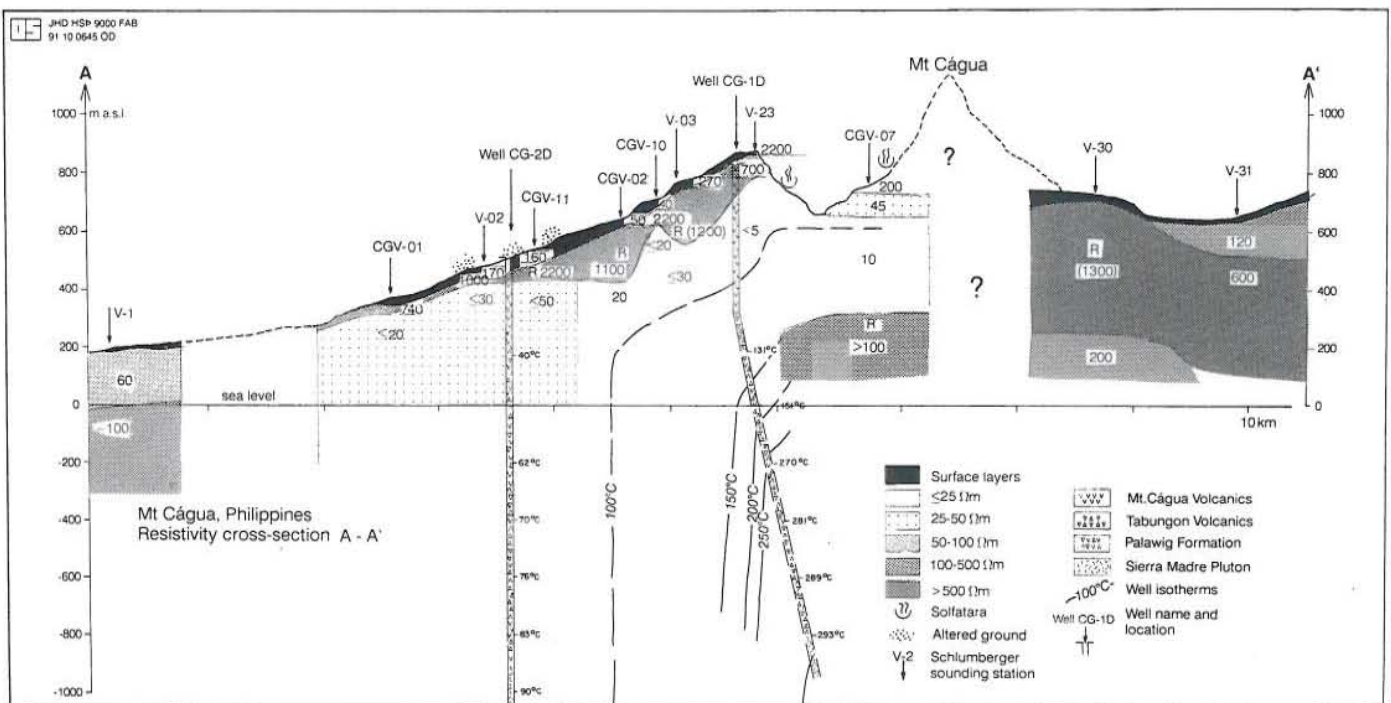 JHD HSÞ 9000 FAB
91 10 0645 OD
A
1000
m a.s.l.
800
600
400
200
0
-200
-400
-600
-800
-1000
V-1
60
sea level
CGV-01
V-02
Well CG-2D
CGV-11
CGV-02
CGV-10
V-03
Well CG-1D
V-23
CGV-07
Mt Cágua
V-30
V-31
A'
1000
800
600
400
200
0
10km
2200
700
270
2200
R (1200)
≤5
50
160
170
R 2200
R
1100
≤20
≤30
≤30
≤50
20
≤20
200
45
10
?
?
R
>100
R
(1300)
200
120
600
40°C
62°C
70°C
76°C
90°C
131°C
151°C
270°C
281°C
289°C
293°C
100°C
150°C
200°C
250°C
Mt Cágua, Philippines
Resistivity cross-section A - A'
Surface layers
≤25 Ωm
25-50 Ωm
50-100 Ωm
100-500 Ωm
>500 Ωm
Solfatara
Altered ground
V-2 Schlumberger
sounding station
Mt.Cágua Volcanics
Tabungon Volcanics
Palawig Formation
Sierra Madre Pluton
100°C Well isotherms
Well CG-1D Well name and
location